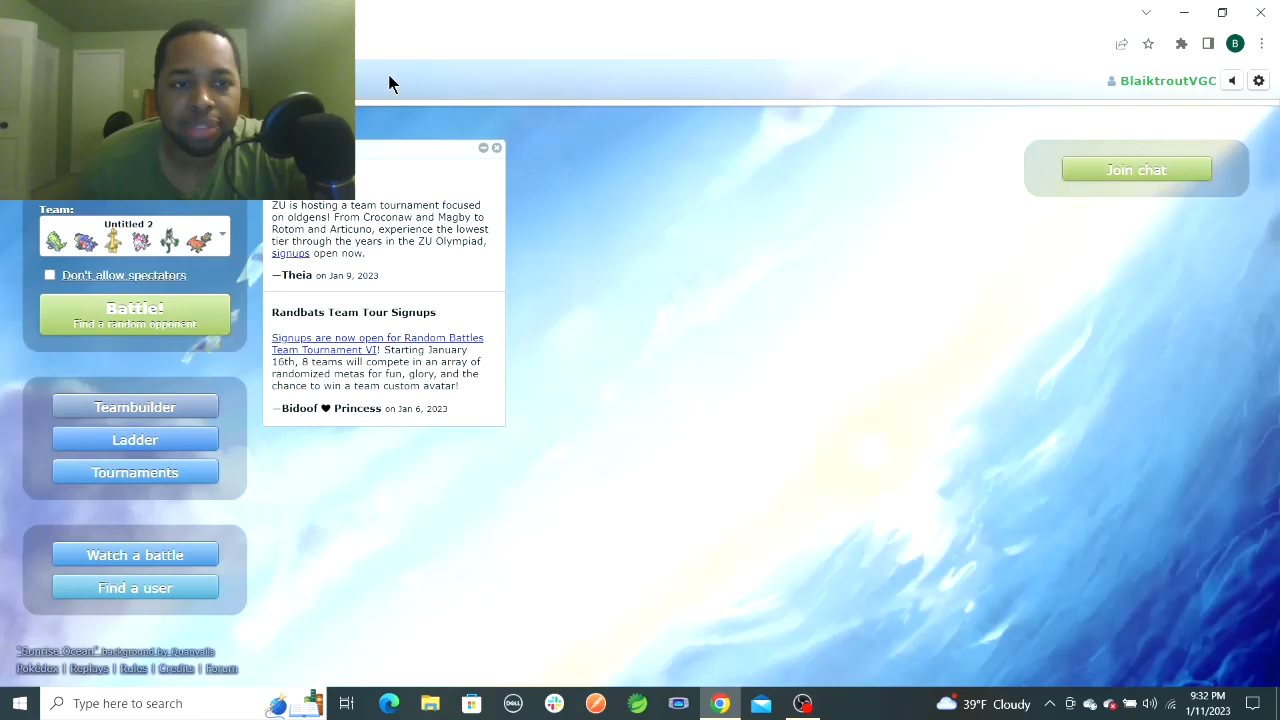 B
BlaiktroutVGC
Join chat
Team:
Untitled 2
Don't allow spectators
Battle!
Find a random opponent
Teambuilder
Ladder
Tournaments
Watch a battle
Find a user
"Sunrise Ocean" background by Quanyails
Pokédex | Replays | Rules | Credits | Forum
ZU is hosting a team tournament focused
on oldgens! From Croconaw and Magby to
Rotom and Articuno, experience the lowest
tier through the years in the ZU Olympiad,
signups open now.
—Theia on Jan 9, 2023
Randbats Team Tour Signups
Signups are now open for Random Battles
Team Tournament VI! Starting January
16th, 8 teams will compete in an array of
randomized metas for fun, glory, and the
chance to win a team custom avatar!
—Bidoof ♥ Princess on Jan 6, 2023
Type here to search
DELL
39°F Cloudy
9:32 PM
1/11/2023